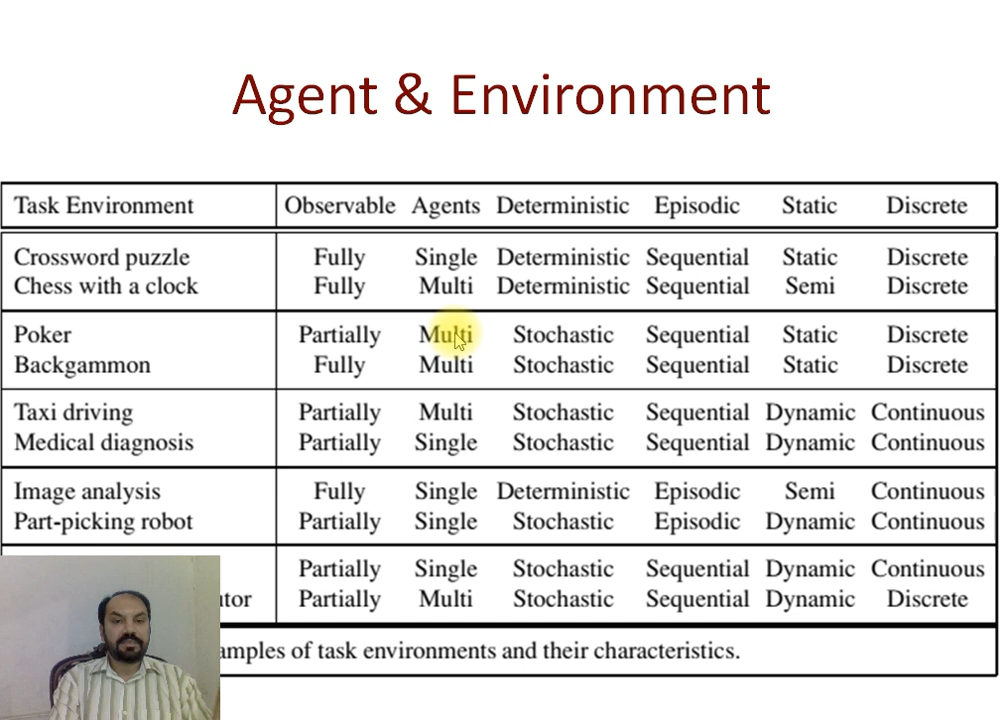 Agent & Environment
Task Environment Observable Agents Deterministic Episodic Static Discrete
Crossword puzzle Fully Single Deterministic Sequential Static Discrete
Chess with a clock Fully Multi Deterministic Sequential Semi Discrete
Poker Partially Multi Stochastic Sequential Static Discrete
Backgammon Fully Multi Stochastic Sequential Static Discrete
Taxi driving Partially Multi Stochastic Sequential Dynamic Continuous
Medical diagnosis Partially Single Stochastic Sequential Dynamic Continuous
Image analysis Fully Single Deterministic Episodic Semi Continuous
Part-picking robot Partially Single Stochastic Episodic Dynamic Continuous
Partially Single Stochastic Sequential Dynamic Continuous
Partially Multi Stochastic Sequential Dynamic Discrete
of task environments and their characteristics.